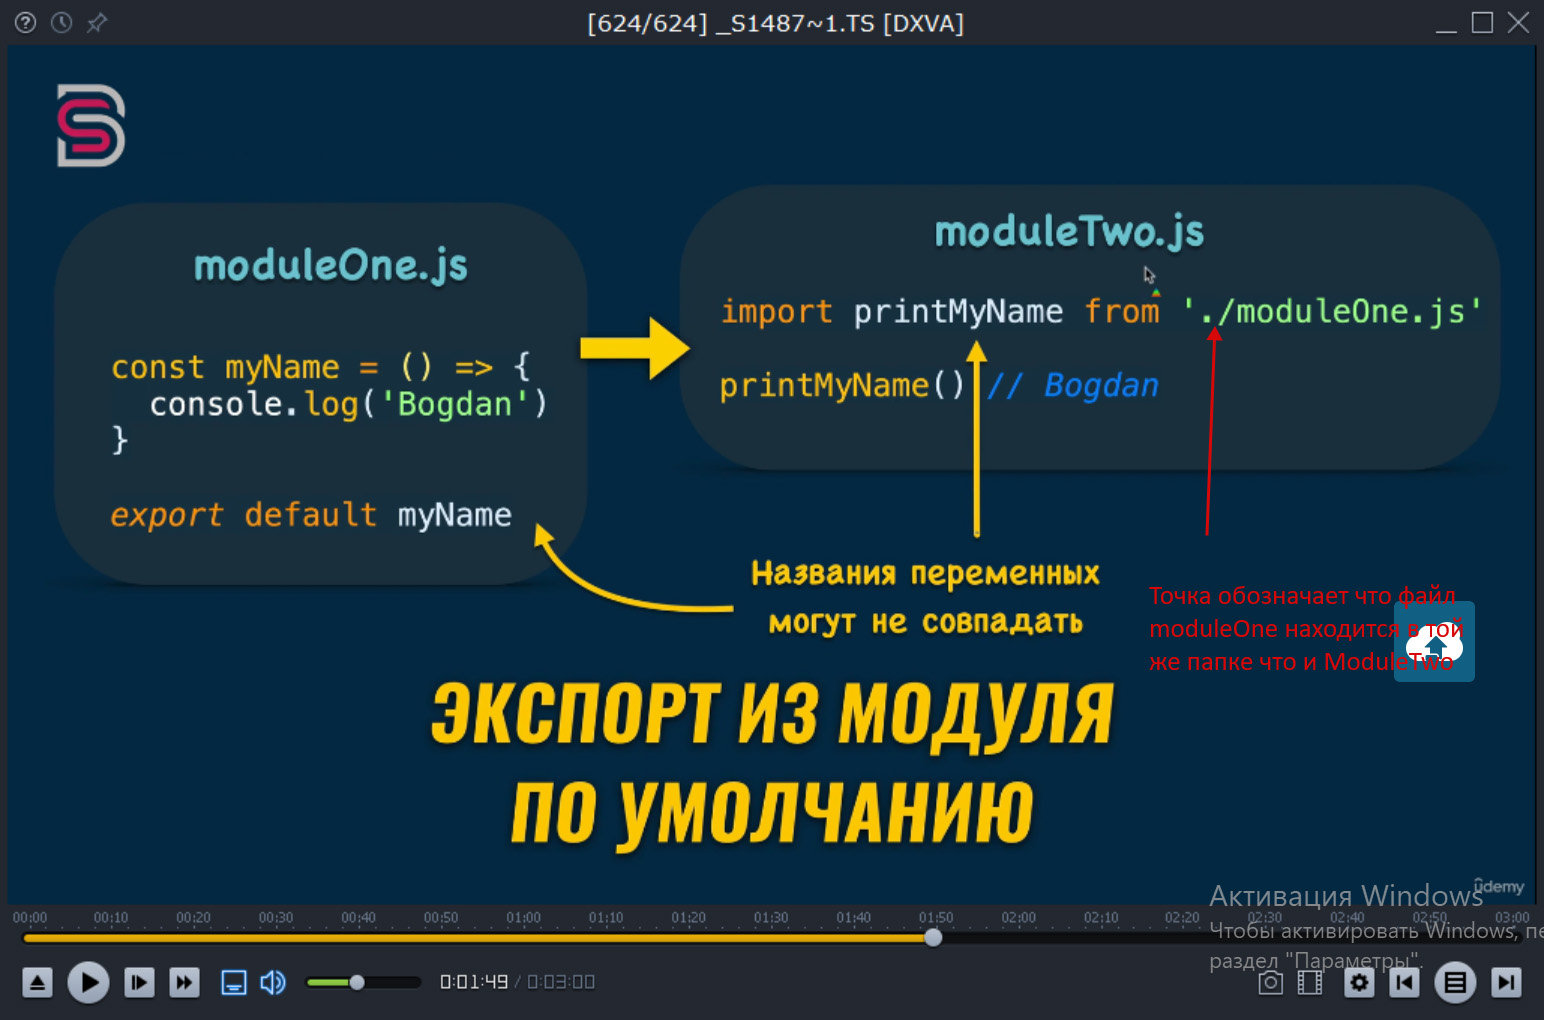 [624/624] _S1487~1.TS [DXVA]
moduleOne.js
const myName = () => {
console.log('Bogdan')
}
export default myName
moduleTwo.js
import printMyName from './moduleOne.js'
printMyName() // Bogdan
Названия переменных
могут не совпадать
Точка обозначает что файл
moduleOne находится в той
же папке что и ModuleTwo
ЭКСПОРТ ИЗ МОДУЛЯ
ПО УМОЛЧАНИЮ
ûdemy
Активация Windows
Чтобы активировать Windows, пе
раздел "Параметры".
00:00 00:10 00:20 00:30 00:40 00:50 01:00 01:10 01:20 01:30 01:40 01:50 02:00 02:10 02:20 02:30 02:40 02:50 03:00
0:01:49 / 0:03:00